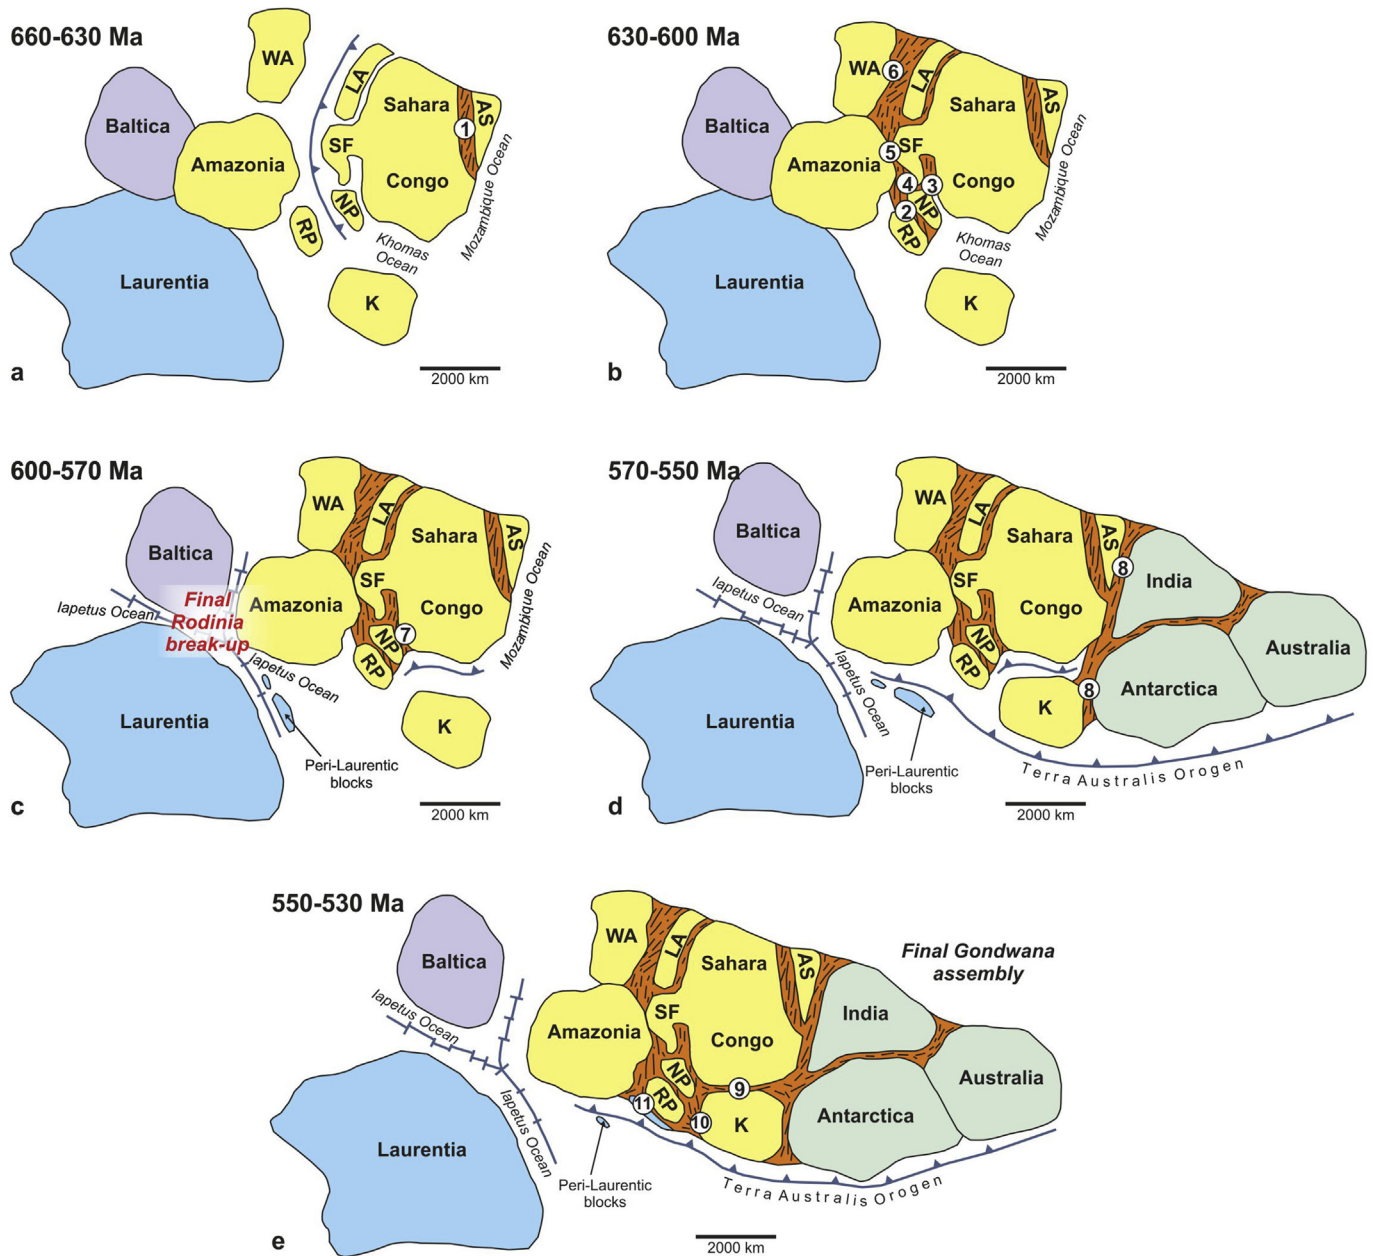 660-630 Ma
WA
LA
Baltica
Sahara
AS
1
Amazonia
SF
Congo
NP
RP
Mozambique Ocean
Khomas
Ocean
Laurentia
K
a
2000 km
630-600 Ma
WA
6
LA
Baltica
Sahara
AS
Amazonia
5
SF
4
3
Congo
2
NP
RP
Mozambique Ocean
Khomas
Ocean
Laurentia
K
b
2000 km
600-570 Ma
WA
LA
Baltica
Sahara
AS
Iapetus Ocean
Final
Rodinia
break-up
Amazonia
SF
Congo
NP
7
RP
Mozambique Ocean
Iapetus Ocean
Laurentia
K
Peri-Laurentic
blocks
c
2000 km
570-550 Ma
WA
LA
Baltica
Sahara
AS
8
India
Iapetus Ocean
Amazonia
SF
Congo
NP
RP
Australia
Iapetus Ocean
Laurentia
K
8
Antarctica
Peri-Laurentic
blocks
Terra Australis Orogen
d
2000 km
550-530 Ma
WA
LA
Baltica
Sahara
AS
Final Gondwana
assembly
Iapetus Ocean
Amazonia
SF
India
Congo
NP
9
Australia
RP
11
10
K
Antarctica
Iapetus Ocean
Laurentia
Peri-Laurentic
blocks
Terra Australis Orogen
e
2000 km